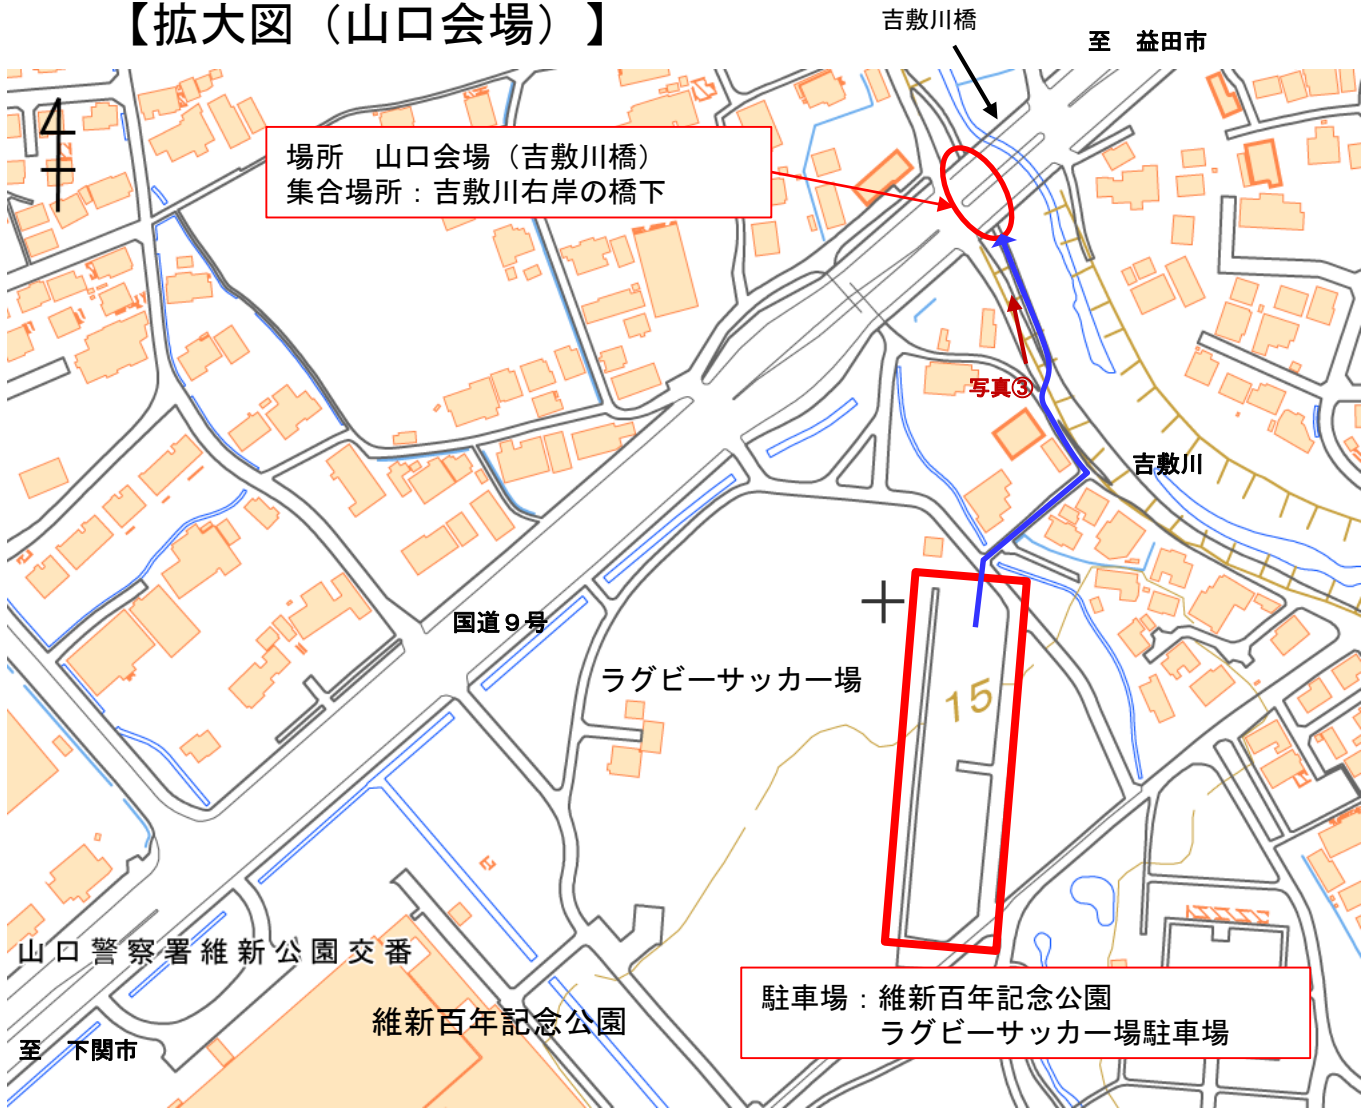 【拡大図（山口会場）】
吉敷川橋
至　益田市
場所　山口会場（吉敷川橋）
集合場所：吉敷川右岸の橋下
写真③
吉敷川
国道９号
ラグビーサッカー場
15
山口警察署維新公園交番
維新百年記念公園
駐車場：維新百年記念公園
ラグビーサッカー場駐車場
至　下関市